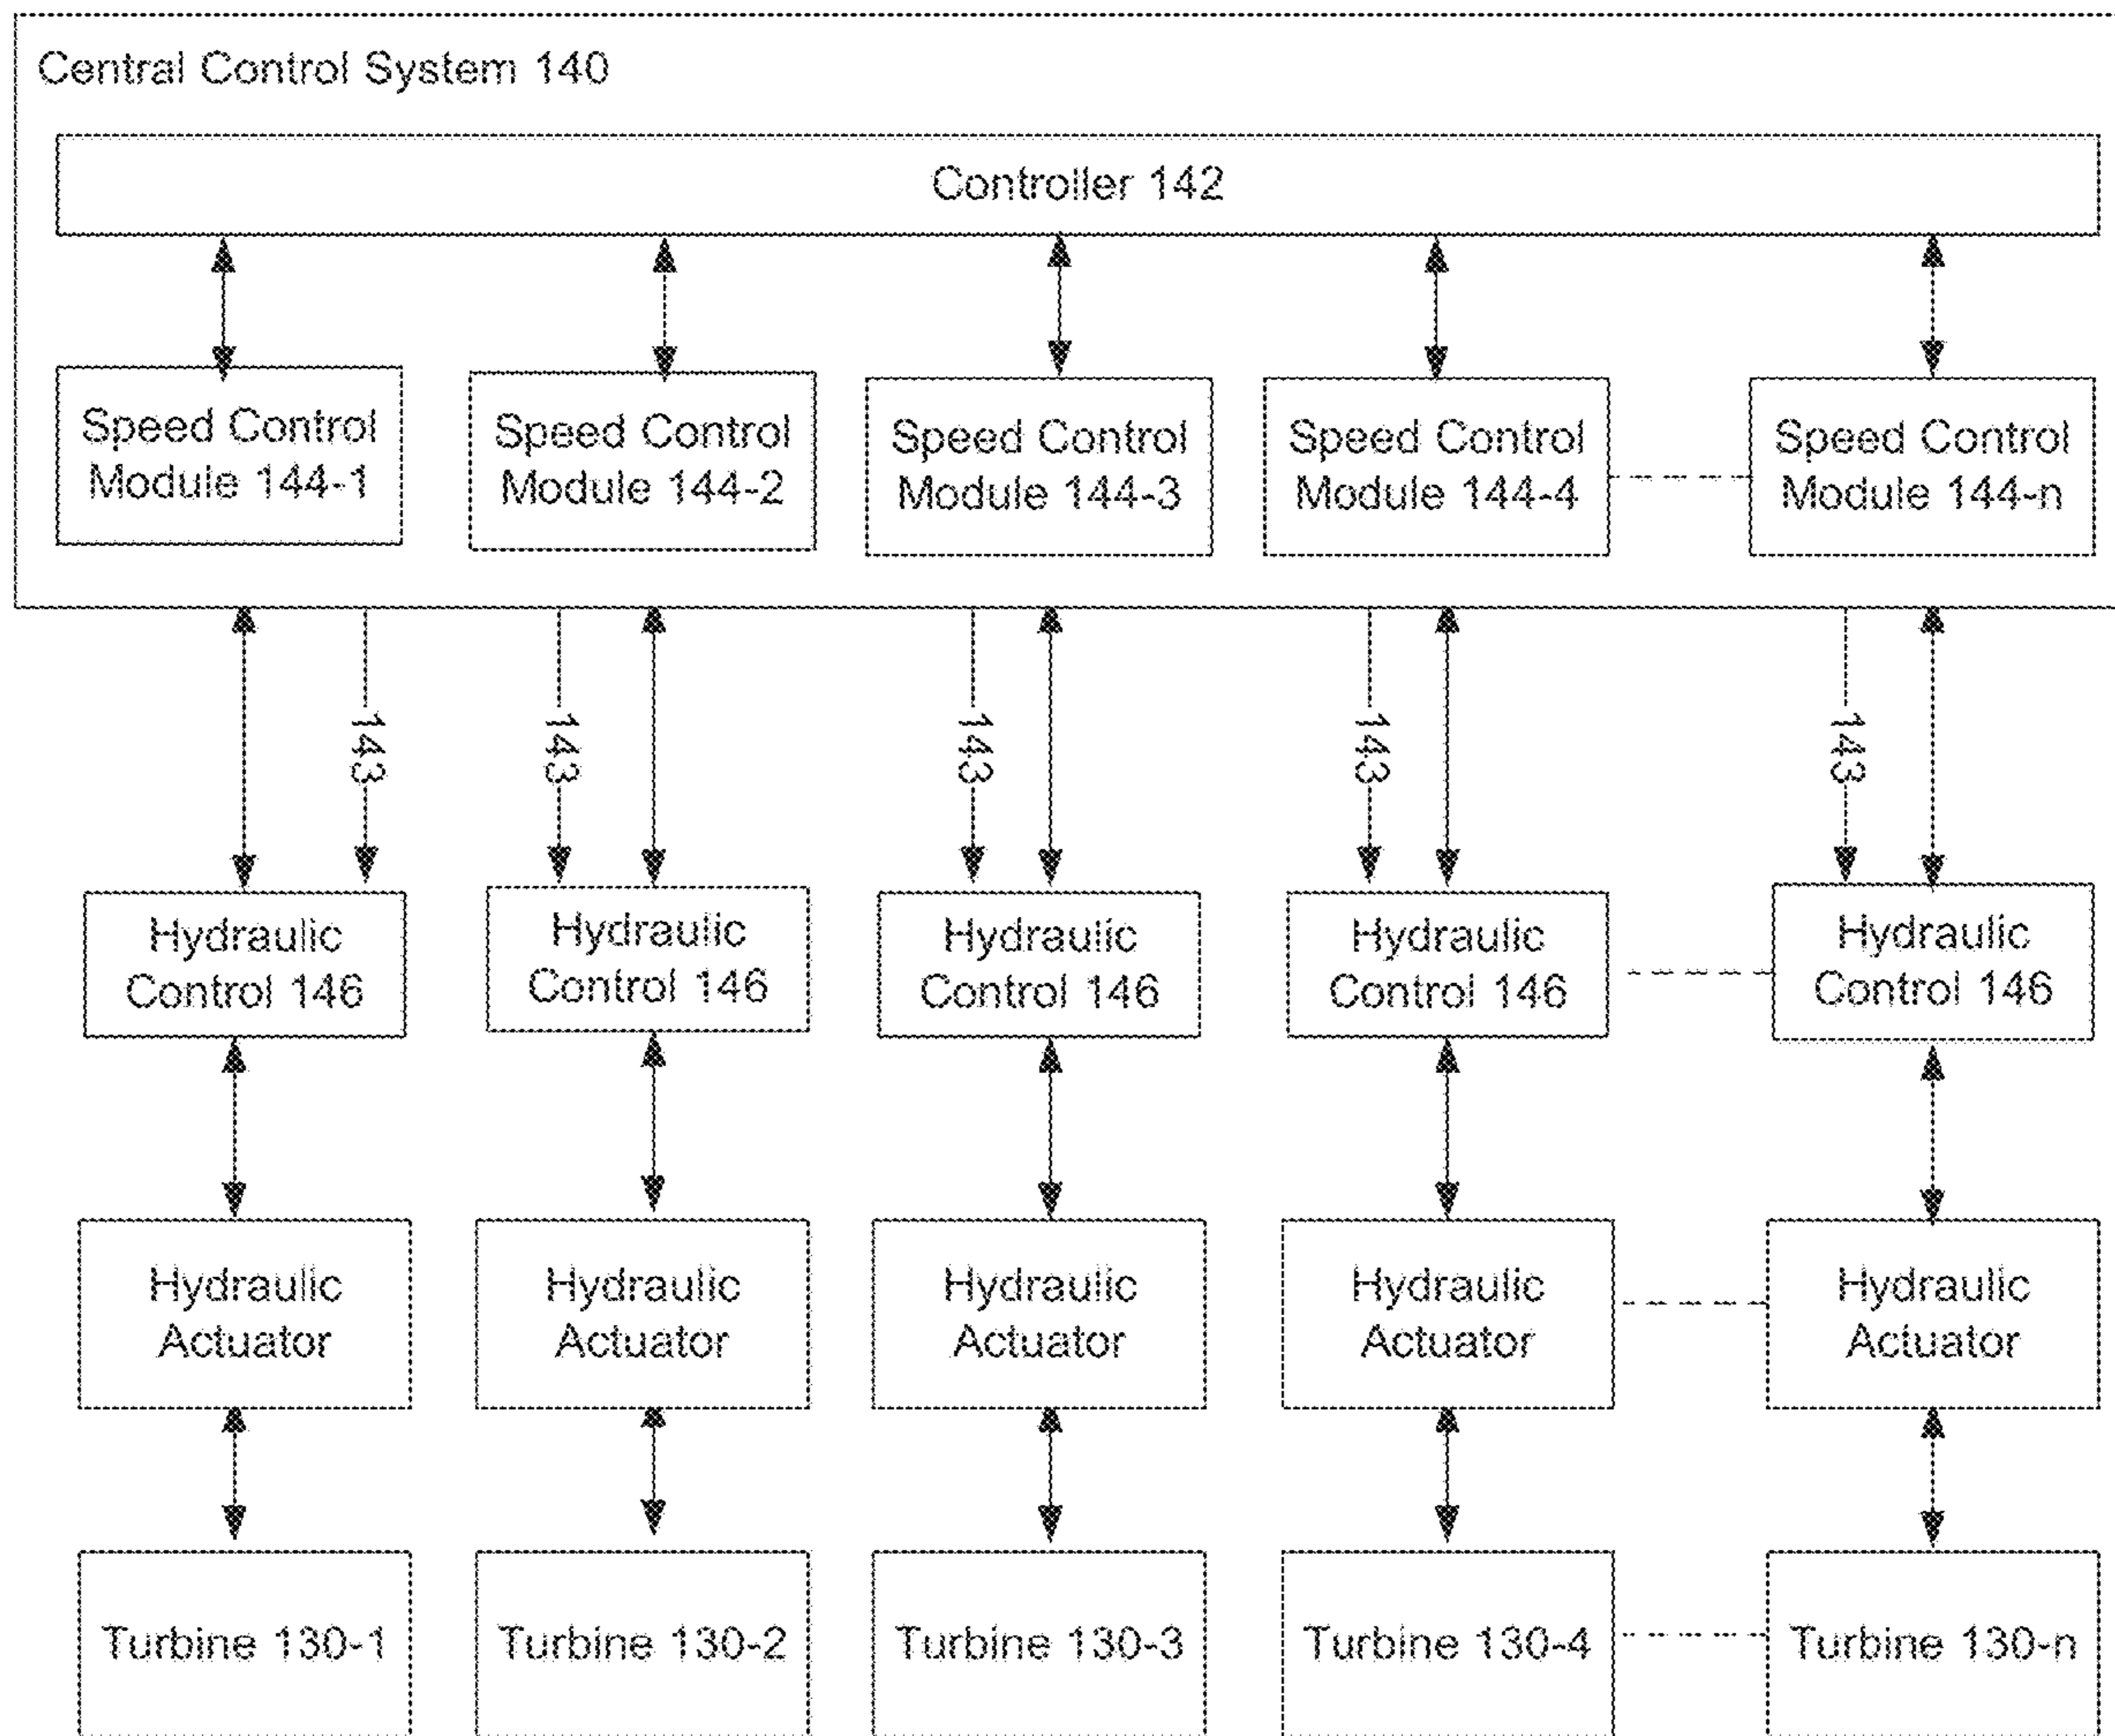 Central Control System 140
Controller 142
Speed Control
Module 144-1
Speed Control
Module 144-2
Speed Control
Module 144-3
Speed Control
Module 144-4
Speed Control
Module 144-n
143
143
143
143
143
Hydraulic
Control 146
Hydraulic
Control 146
Hydraulic
Control 146
Hydraulic
Control 146
Hydraulic
Control 146
Hydraulic
Actuator
Hydraulic
Actuator
Hydraulic
Actuator
Hydraulic
Actuator
Hydraulic
Actuator
Turbine 130-1
Turbine 130-2
Turbine 130-3
Turbine 130-4
Turbine 130-n